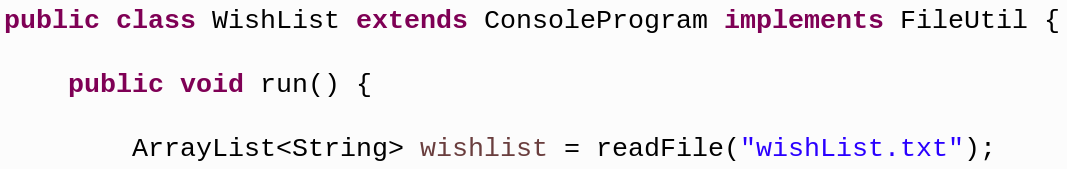 public class WishList extends ConsoleProgram implements FileUtil {
public void run() {
ArrayList<String> wishlist = readFile("wishList.txt");